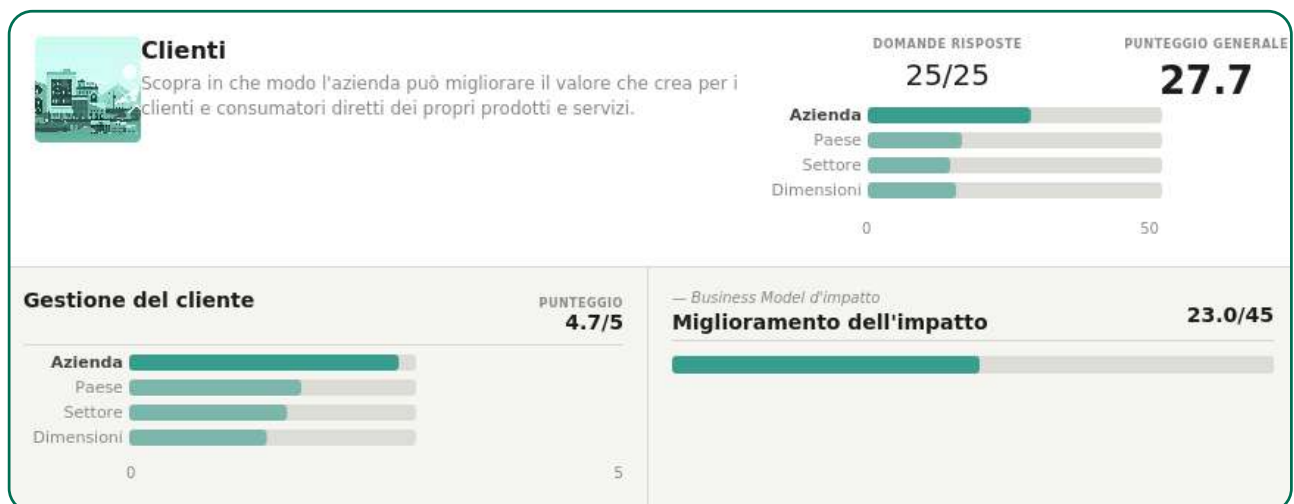 Clienti
Scopra in che modo l'azienda può migliorare il valore che crea per i
clienti e consumatori diretti dei propri prodotti e servizi.
DOMANDE RISPOSTE
25/25
PUNTEGGIO GENERALE
27.7
Azienda
Paese
Settore
Dimensioni
0 50
Gestione del cliente
PUNTEGGIO
4.7/5
Azienda
Paese
Settore
Dimensioni
0 5
— Business Model d'impatto
Miglioramento dell'impatto
23.0/45